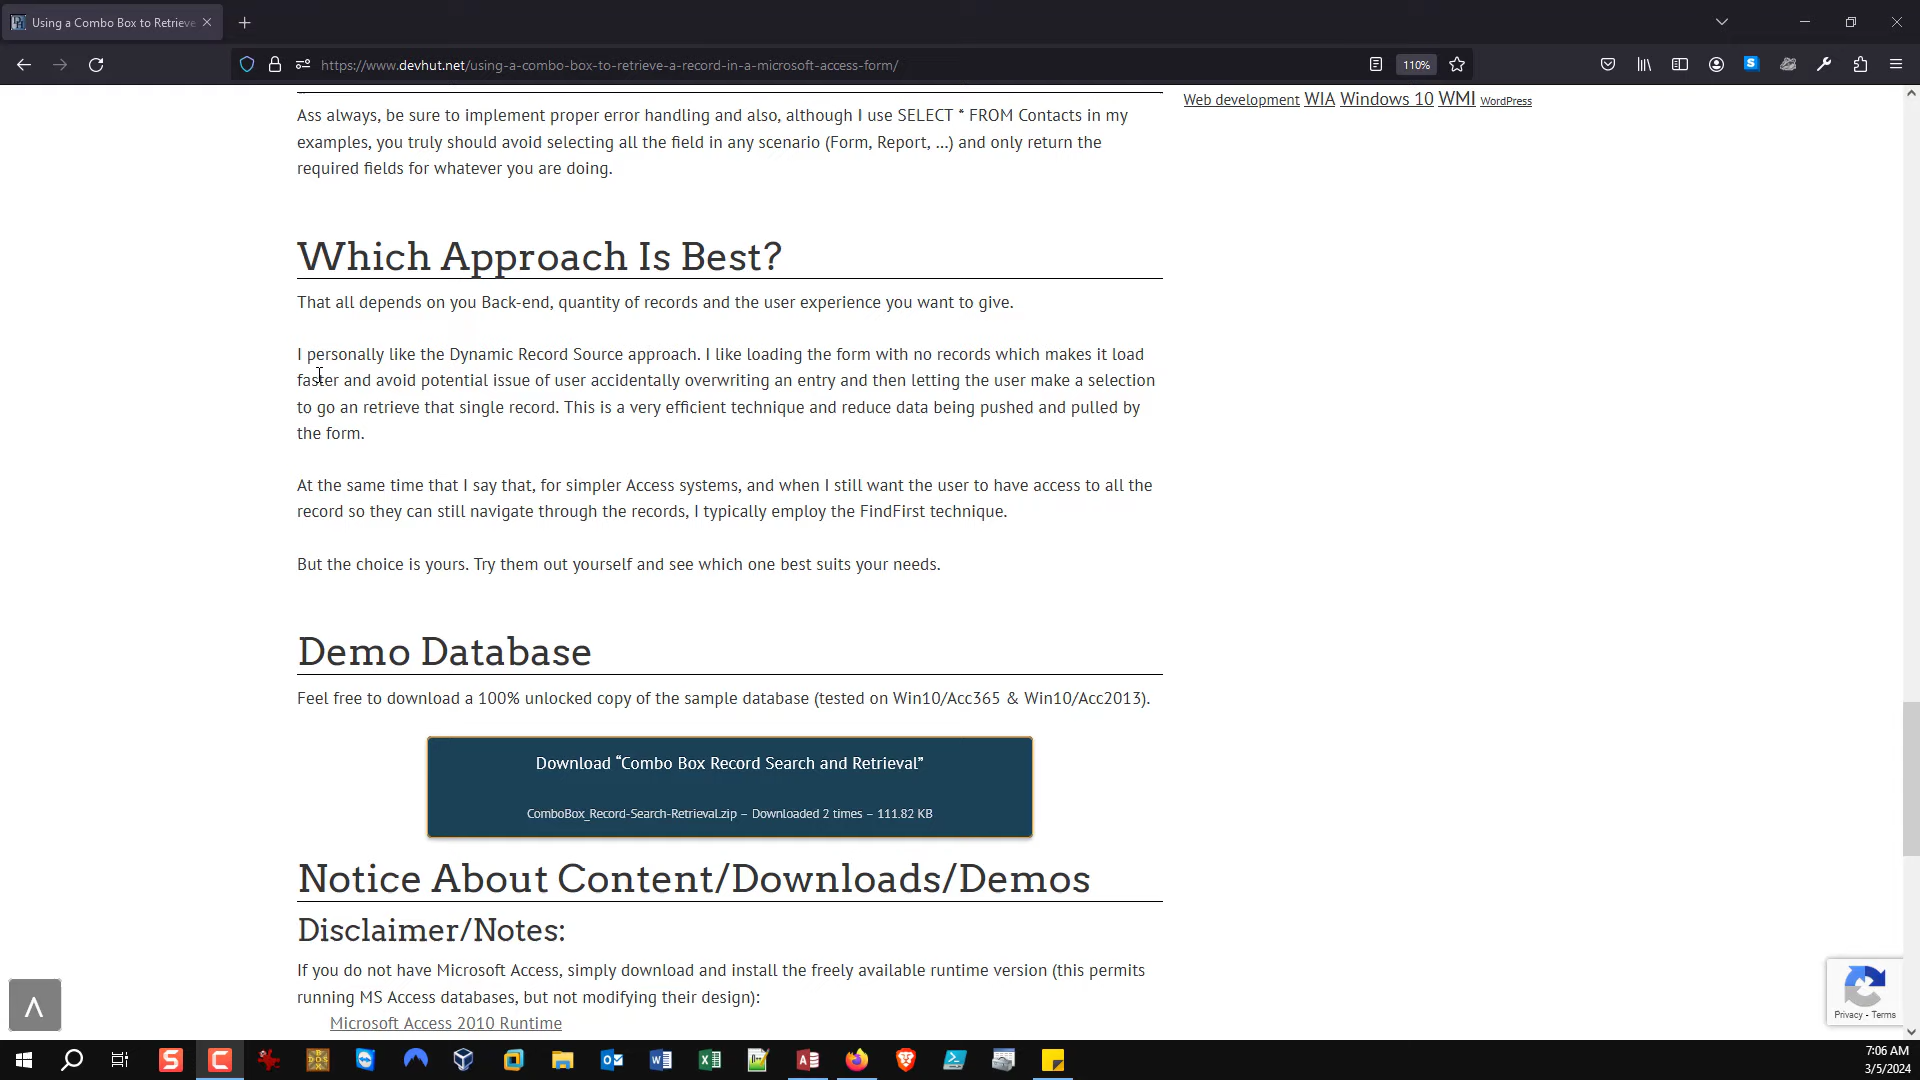 Using a Combo Box to Retrieve
https://www.devhut.net/using-a-combo-box-to-retrieve-a-record-in-a-microsoft-access-form/
110%
Ass always, be sure to implement proper error handling and also, although I use SELECT * FROM Contacts in my
examples, you truly should avoid selecting all the field in any scenario (Form, Report, ...) and only return the
required fields for whatever you are doing.
Web development WIA Windows 10 WMI WordPress
Which Approach Is Best?
That all depends on you Back-end, quantity of records and the user experience you want to give.
I personally like the Dynamic Record Source approach. I like loading the form with no records which makes it load
faster and avoid potential issue of user accidentally overwriting an entry and then letting the user make a selection
to go an retrieve that single record. This is a very efficient technique and reduce data being pushed and pulled by
the form.
At the same time that I say that, for simpler Access systems, and when I still want the user to have access to all the
record so they can still navigate through the records, I typically employ the FindFirst technique.
But the choice is yours. Try them out yourself and see which one best suits your needs.
Demo Database
Feel free to download a 100% unlocked copy of the sample database (tested on Win10/Acc365 & Win10/Acc2013).
Download “Combo Box Record Search and Retrieval”
ComboBox_Record-Search-Retrieval.zip – Downloaded 2 times – 111.82 KB
Notice About Content/Downloads/Demos
Disclaimer/Notes:
If you do not have Microsoft Access, simply download and install the freely available runtime version (this permits
running MS Access databases, but not modifying their design):
Microsoft Access 2010 Runtime
Privacy - Terms
7:06 AM
3/5/2024